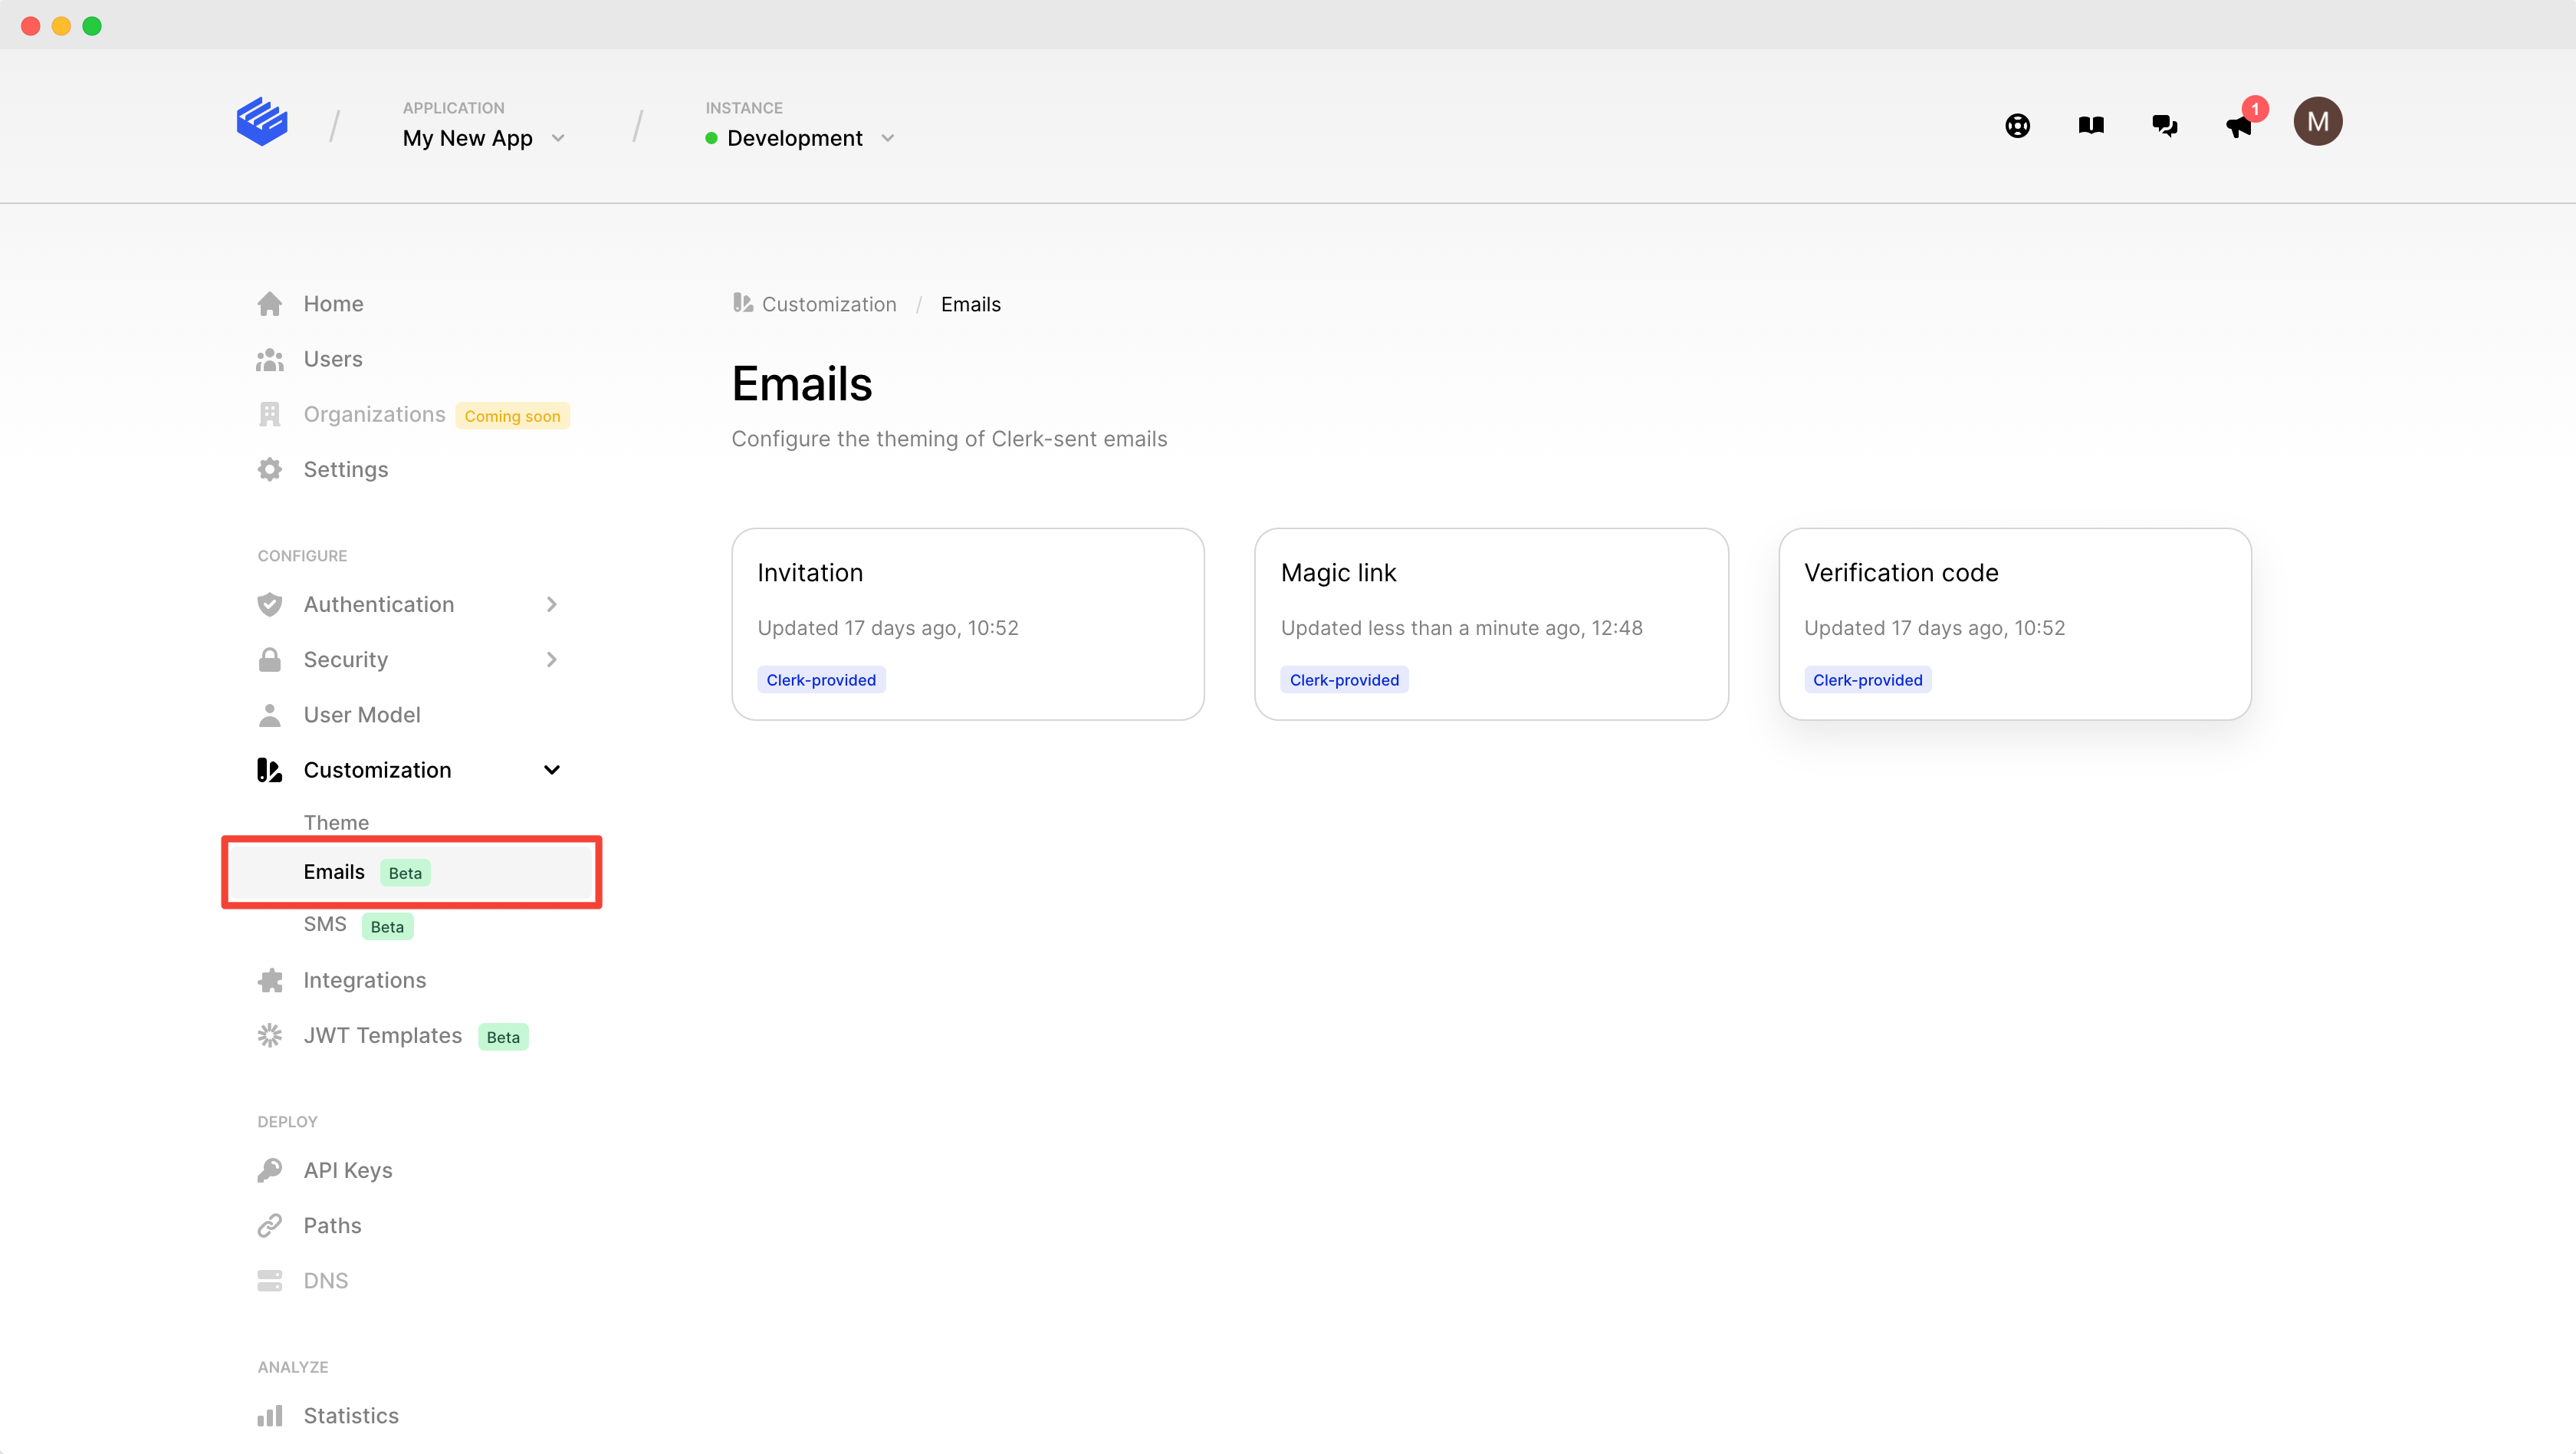 APPLICATION
My New App
INSTANCE
Development
1
M
Home
Users
Organizations Coming soon
Settings
CONFIGURE
Authentication
Security
User Model
Customization
Theme
Emails Beta
SMS Beta
Integrations
JWT Templates Beta
DEPLOY
API Keys
Paths
DNS
ANALYZE
Statistics
Customization / Emails
Emails
Configure the theming of Clerk-sent emails
Invitation
Updated 17 days ago, 10:52
Clerk-provided
Magic link
Updated less than a minute ago, 12:48
Clerk-provided
Verification code
Updated 17 days ago, 10:52
Clerk-provided